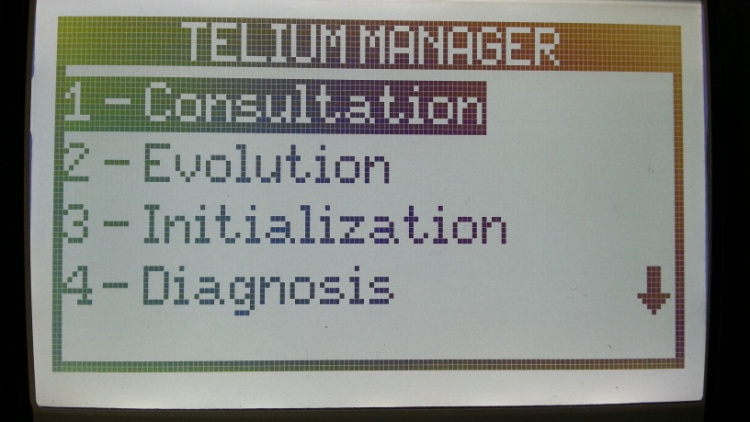 TELIUM MANAGER
1-Consultation
2-Evolution
3-Initialization
4-Diagnosis